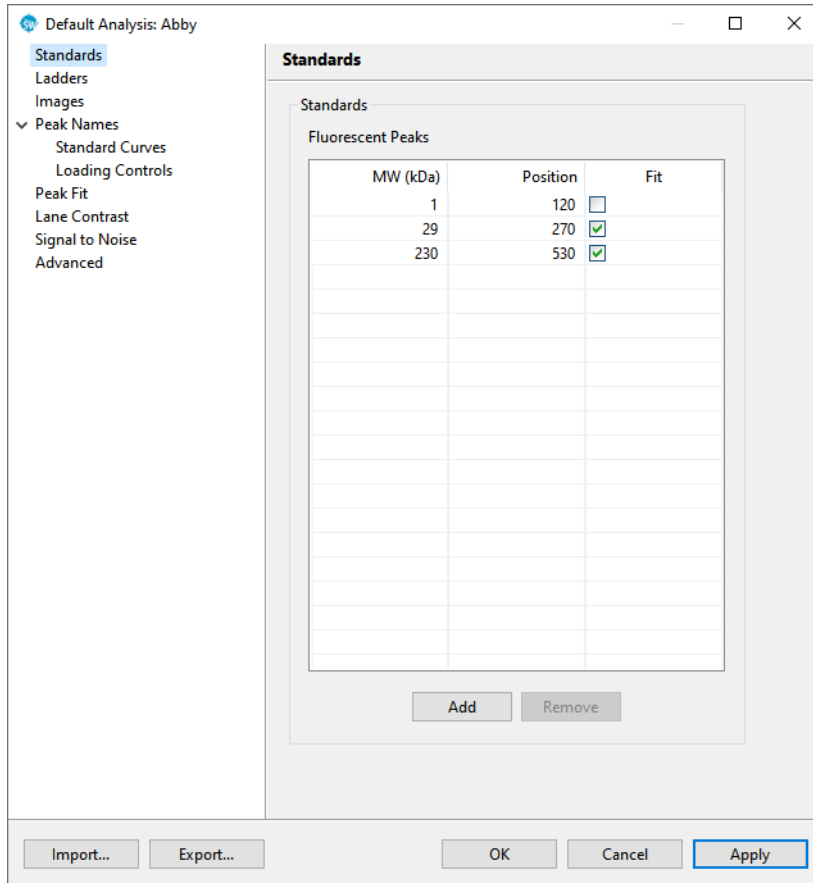 SW Default Analysis: Abby
Standards
Ladders
Images
Peak Names
Standard Curves
Loading Controls
Peak Fit
Lane Contrast
Signal to Noise
Advanced
Standards
Standards
Fluorescent Peaks
MW (kDa) Position Fit
1 120
29 270
230 530
Add Remove
Import... Export... OK Cancel Apply